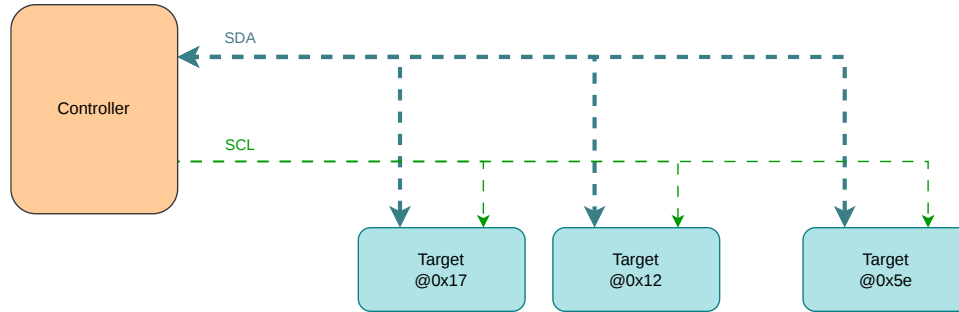 SDA
Controller
SCL
Target
@0x17
Target
@0x12
Target
@0x5e